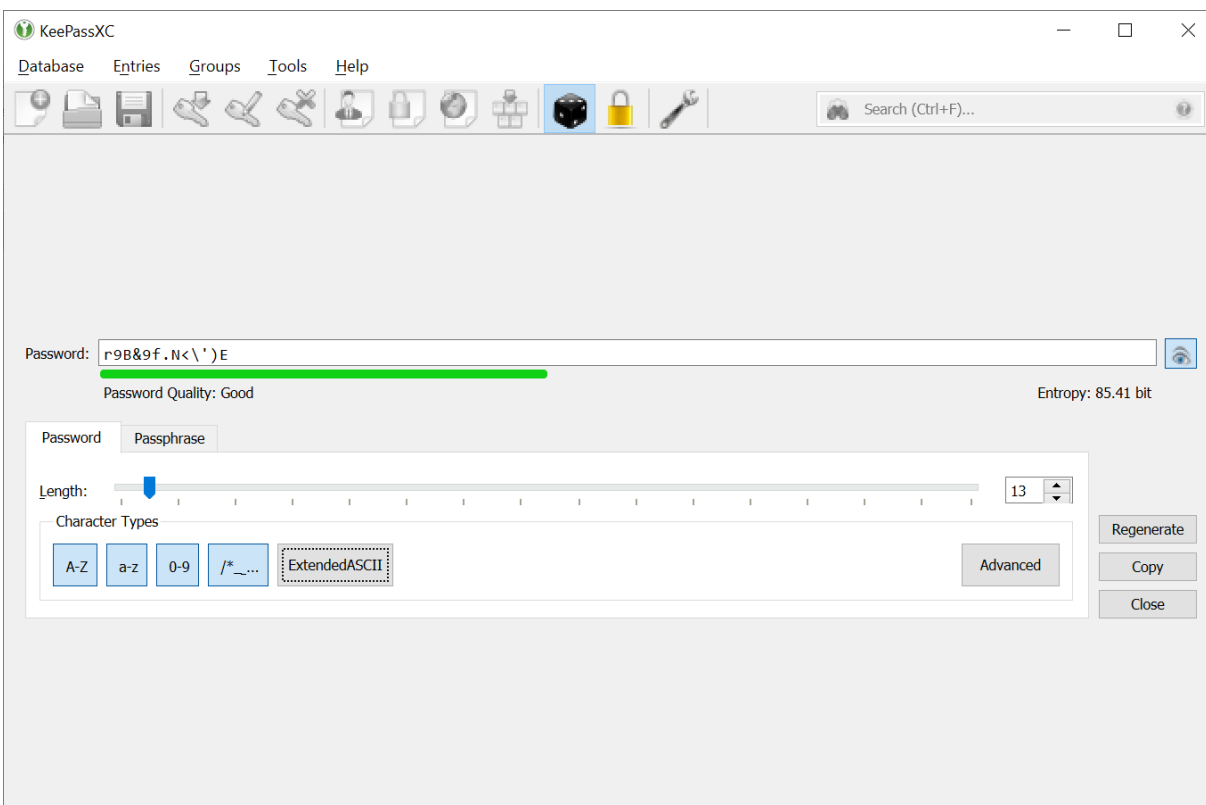 KeePassXC
Database Entries Groups Tools Help
Search (Ctrl+F)...
Password: r9B&9f.N<\')E
Password Quality: Good Entropy: 85.41 bit
Password Passphrase
Length: 13
Character Types
A-Z a-z 0-9 /*_... ExtendedASCII Advanced
Regenerate
Copy
Close